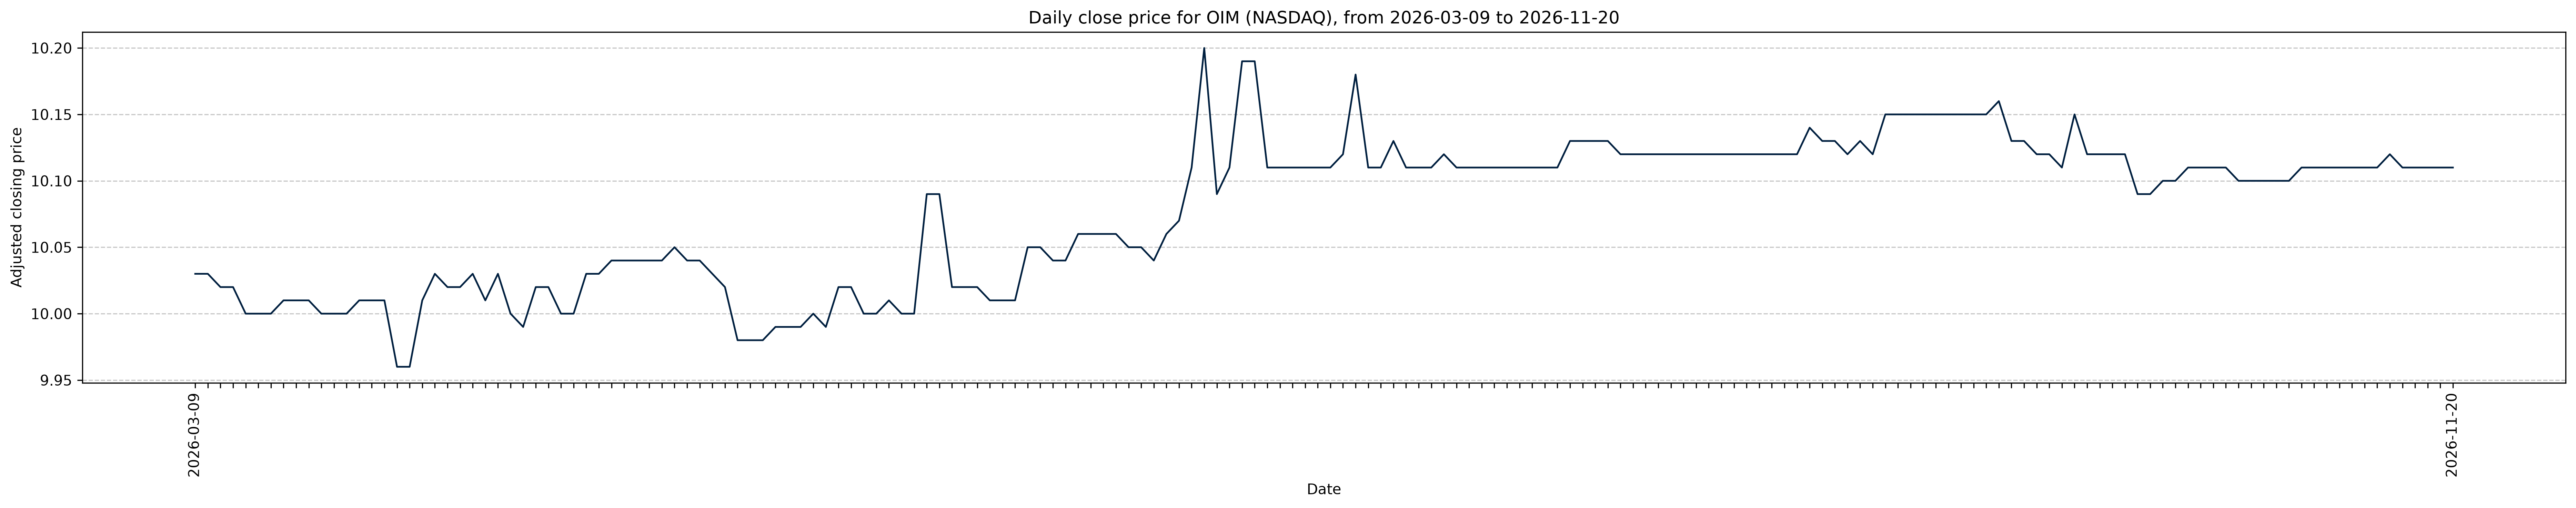 Daily close price for OIM (NASDAQ), from 2026-03-09 to 2026-11-20
Adjusted closing price
10.20
10.15
10.10
10.05
10.00
9.95
2026-03-09
2026-11-20
Date